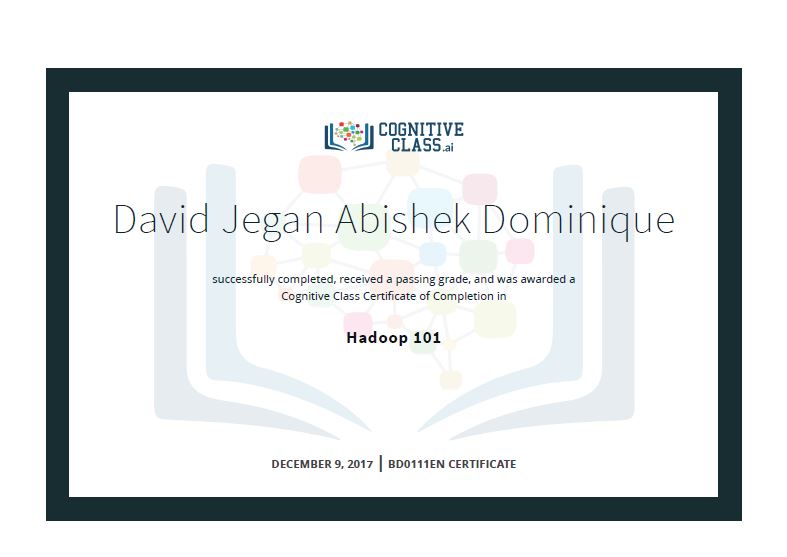 COGNITIVE
CLASS.ai
David Jegan Abishek Dominique
successfully completed, received a passing grade, and was awarded a
Cognitive Class Certificate of Completion in
Hadoop 101
DECEMBER 9, 2017 | BD0111EN CERTIFICATE